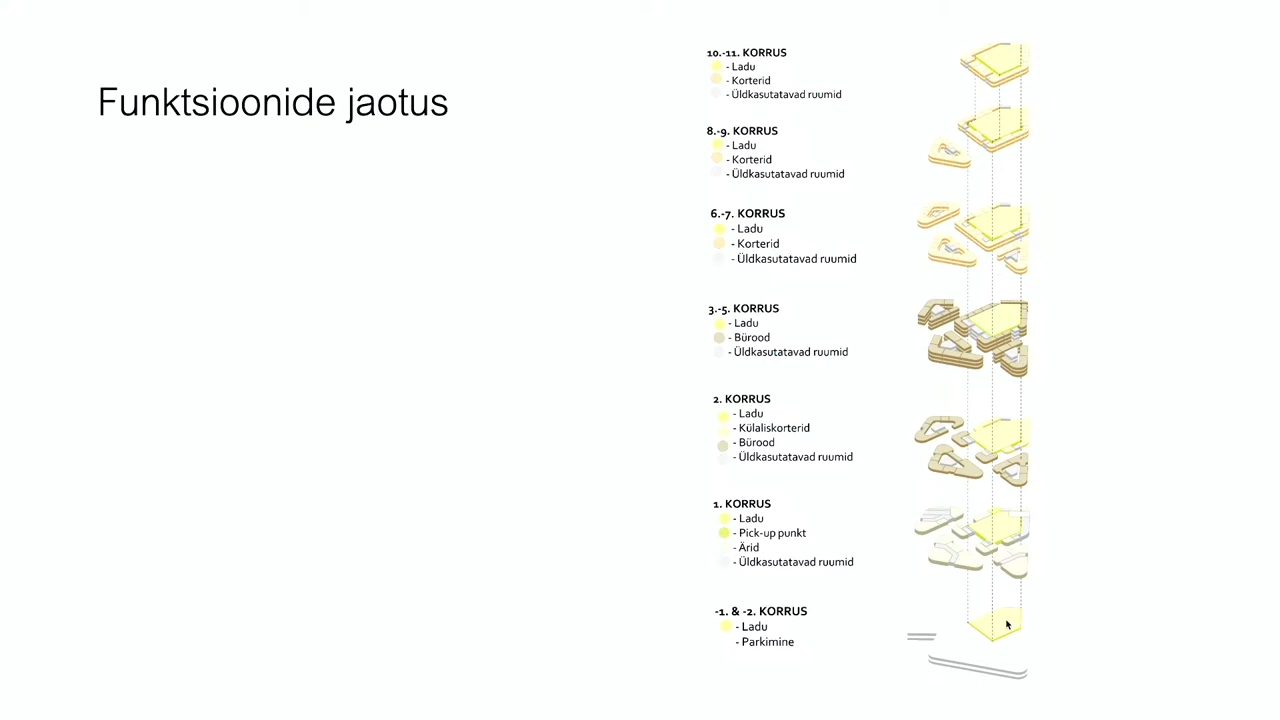 Funktsioonide jaotus
10.-11. KORRUS
- Ladu
- Korterid
- Üldkasutatavad ruumid
8.-9. KORRUS
- Ladu
- Korterid
- Üldkasutatavad ruumid
6.-7. KORRUS
- Ladu
- Korterid
- Üldkasutatavad ruumid
3.-5. KORRUS
- Ladu
- Bürood
- Üldkasutatavad ruumid
2. KORRUS
- Ladu
- Külaliskorterid
- Bürood
- Üldkasutatavad ruumid
1. KORRUS
- Ladu
- Pick-up punkt
- Ärid
- Üldkasutatavad ruumid
-1. & -2. KORRUS
- Ladu
- Parkimine